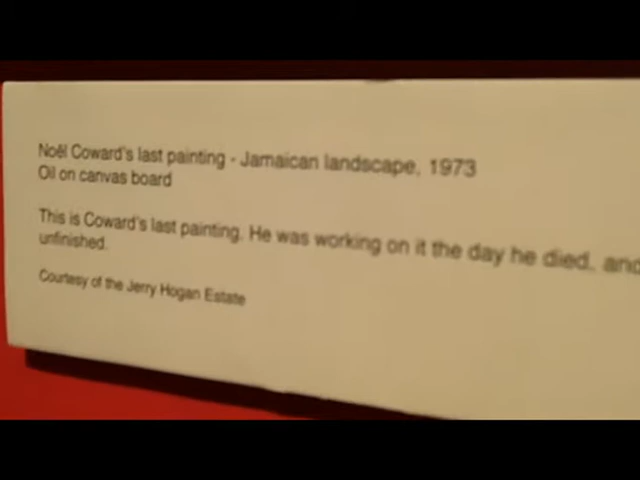 Noël Coward's last painting - Jamaican landscape, 1973
Oil on canvas board
This is Coward's last painting. He was working on it the day he died, and
unfinished.
Courtesy of the Jerry Hogan Estate